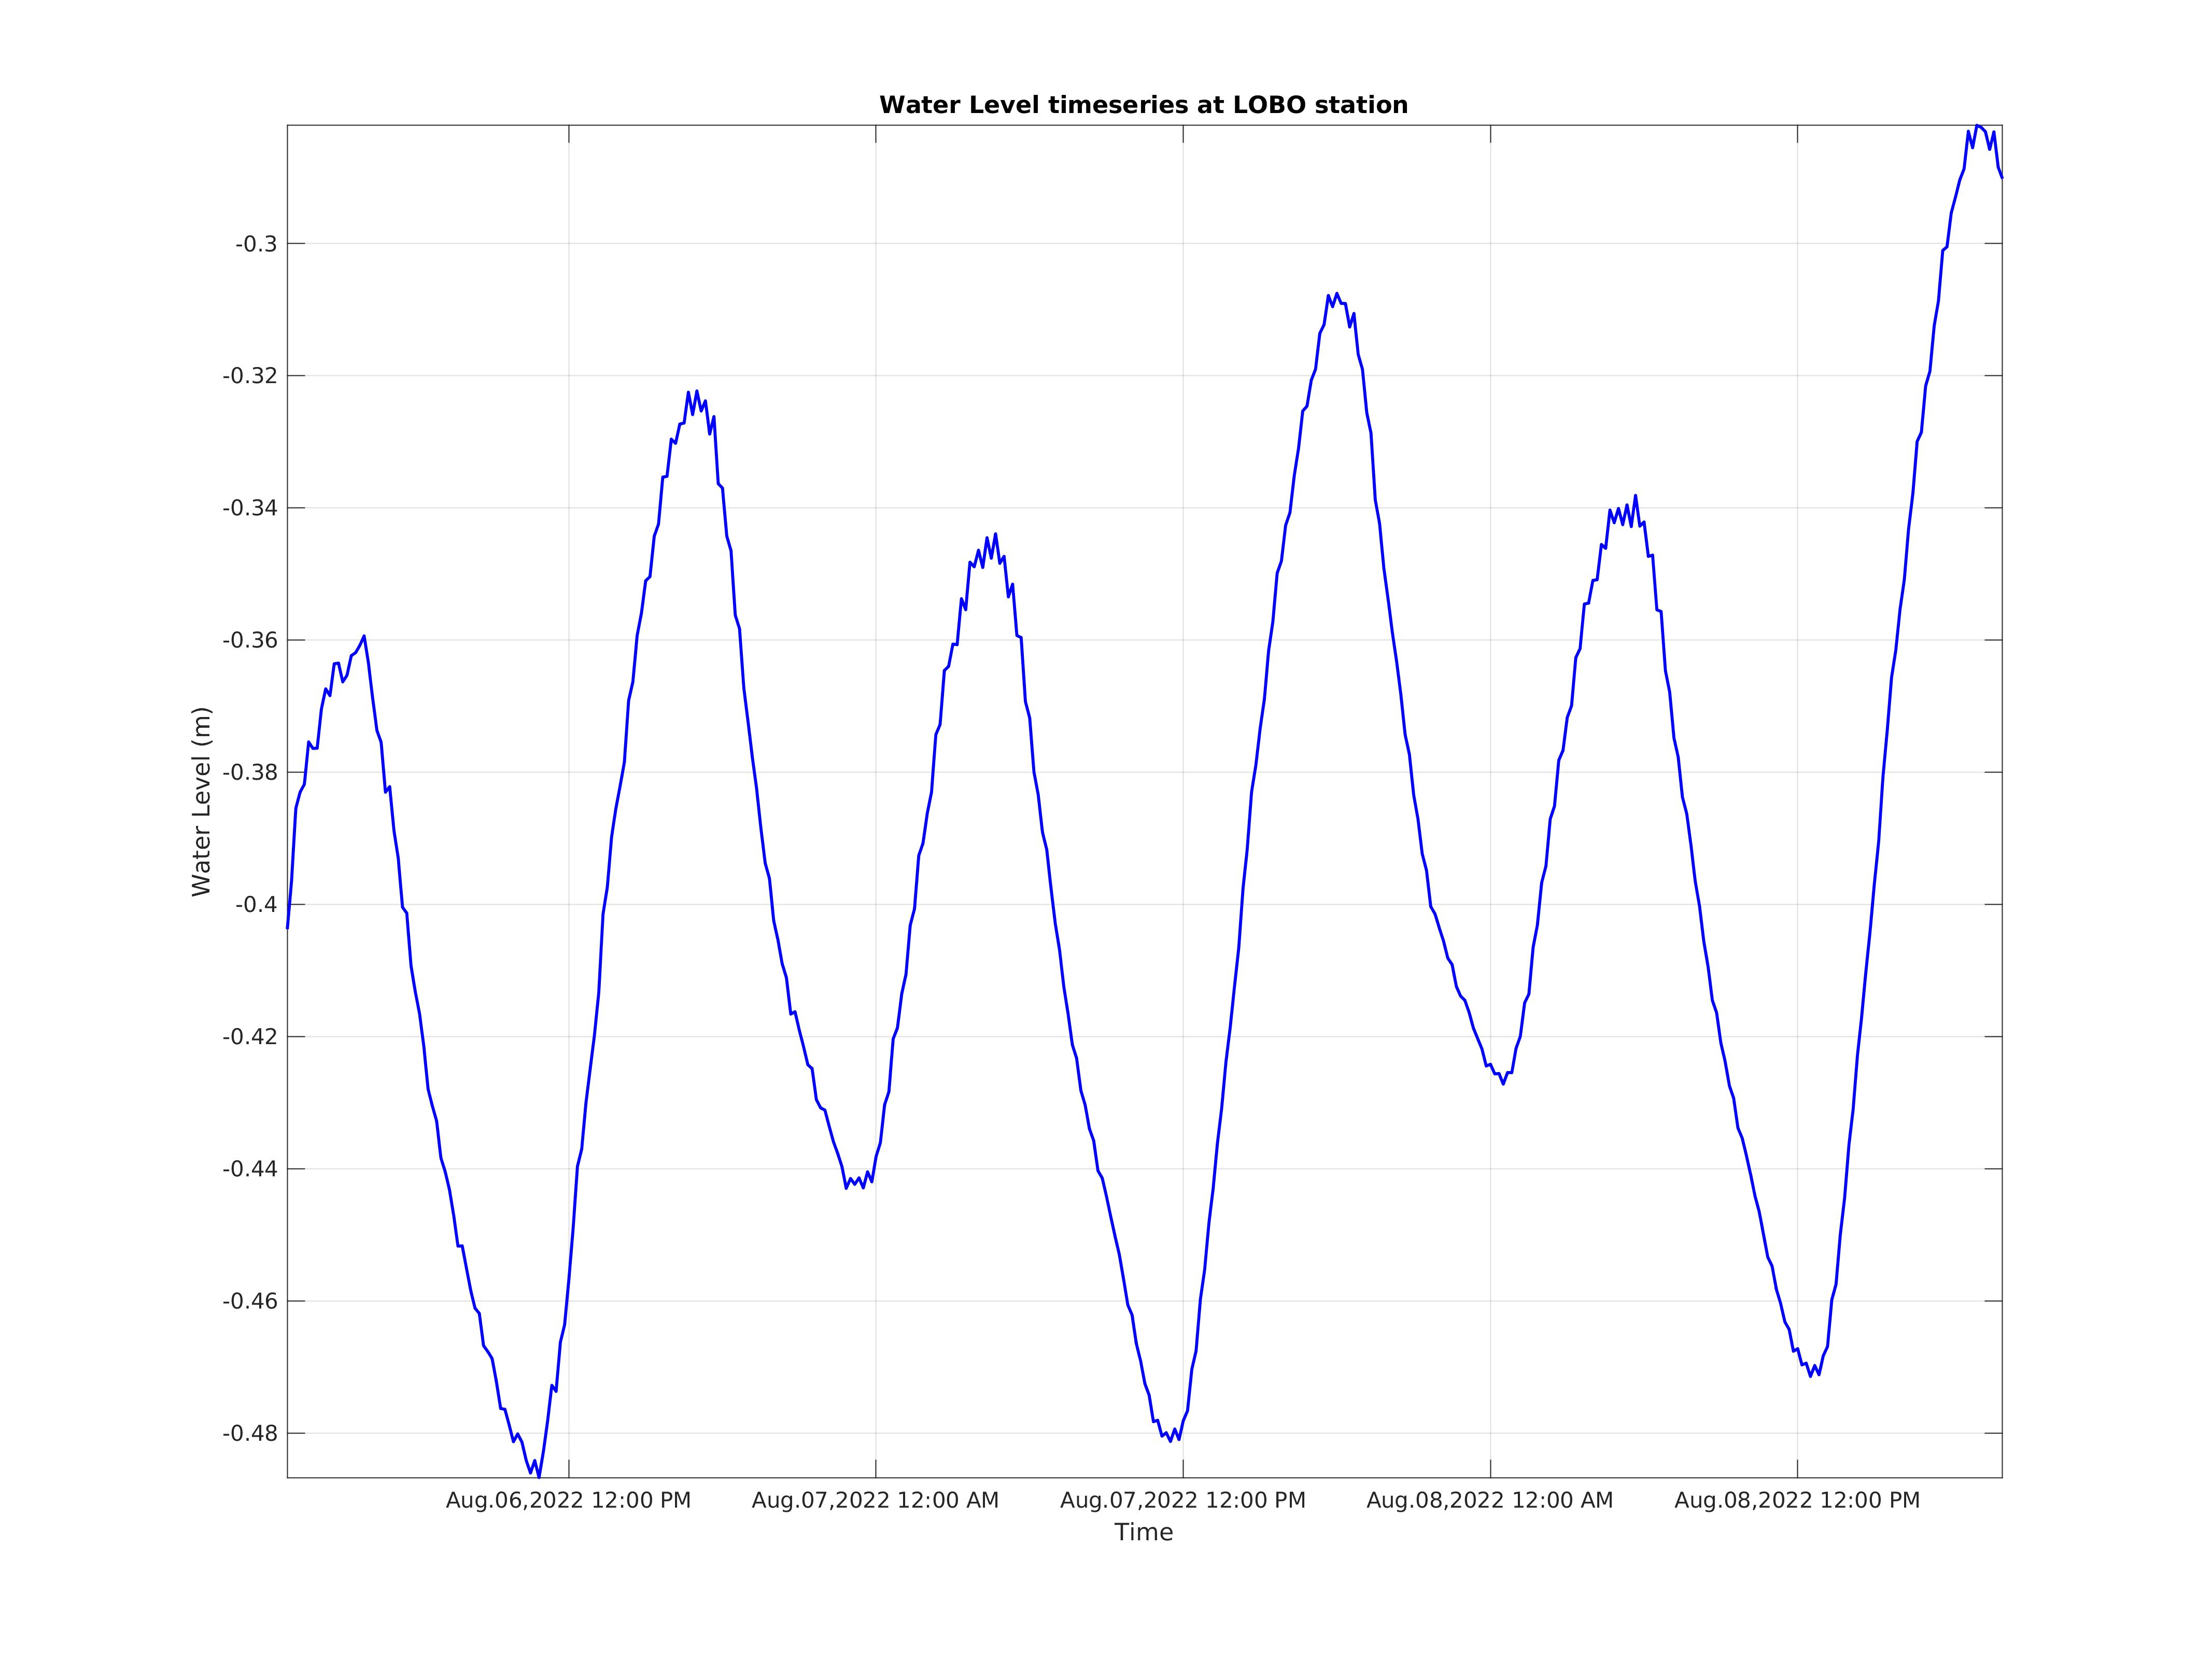 Water Level timeseries at LOBO station
-0.3
-0.32
-0.34
-0.36
-0.38
-0.4
-0.42
-0.44
-0.46
-0.48
Water Level (m)
Aug.06,2022 12:00 PM
Aug.07,2022 12:00 AM
Aug.07,2022 12:00 PM
Aug.08,2022 12:00 AM
Aug.08,2022 12:00 PM
Time